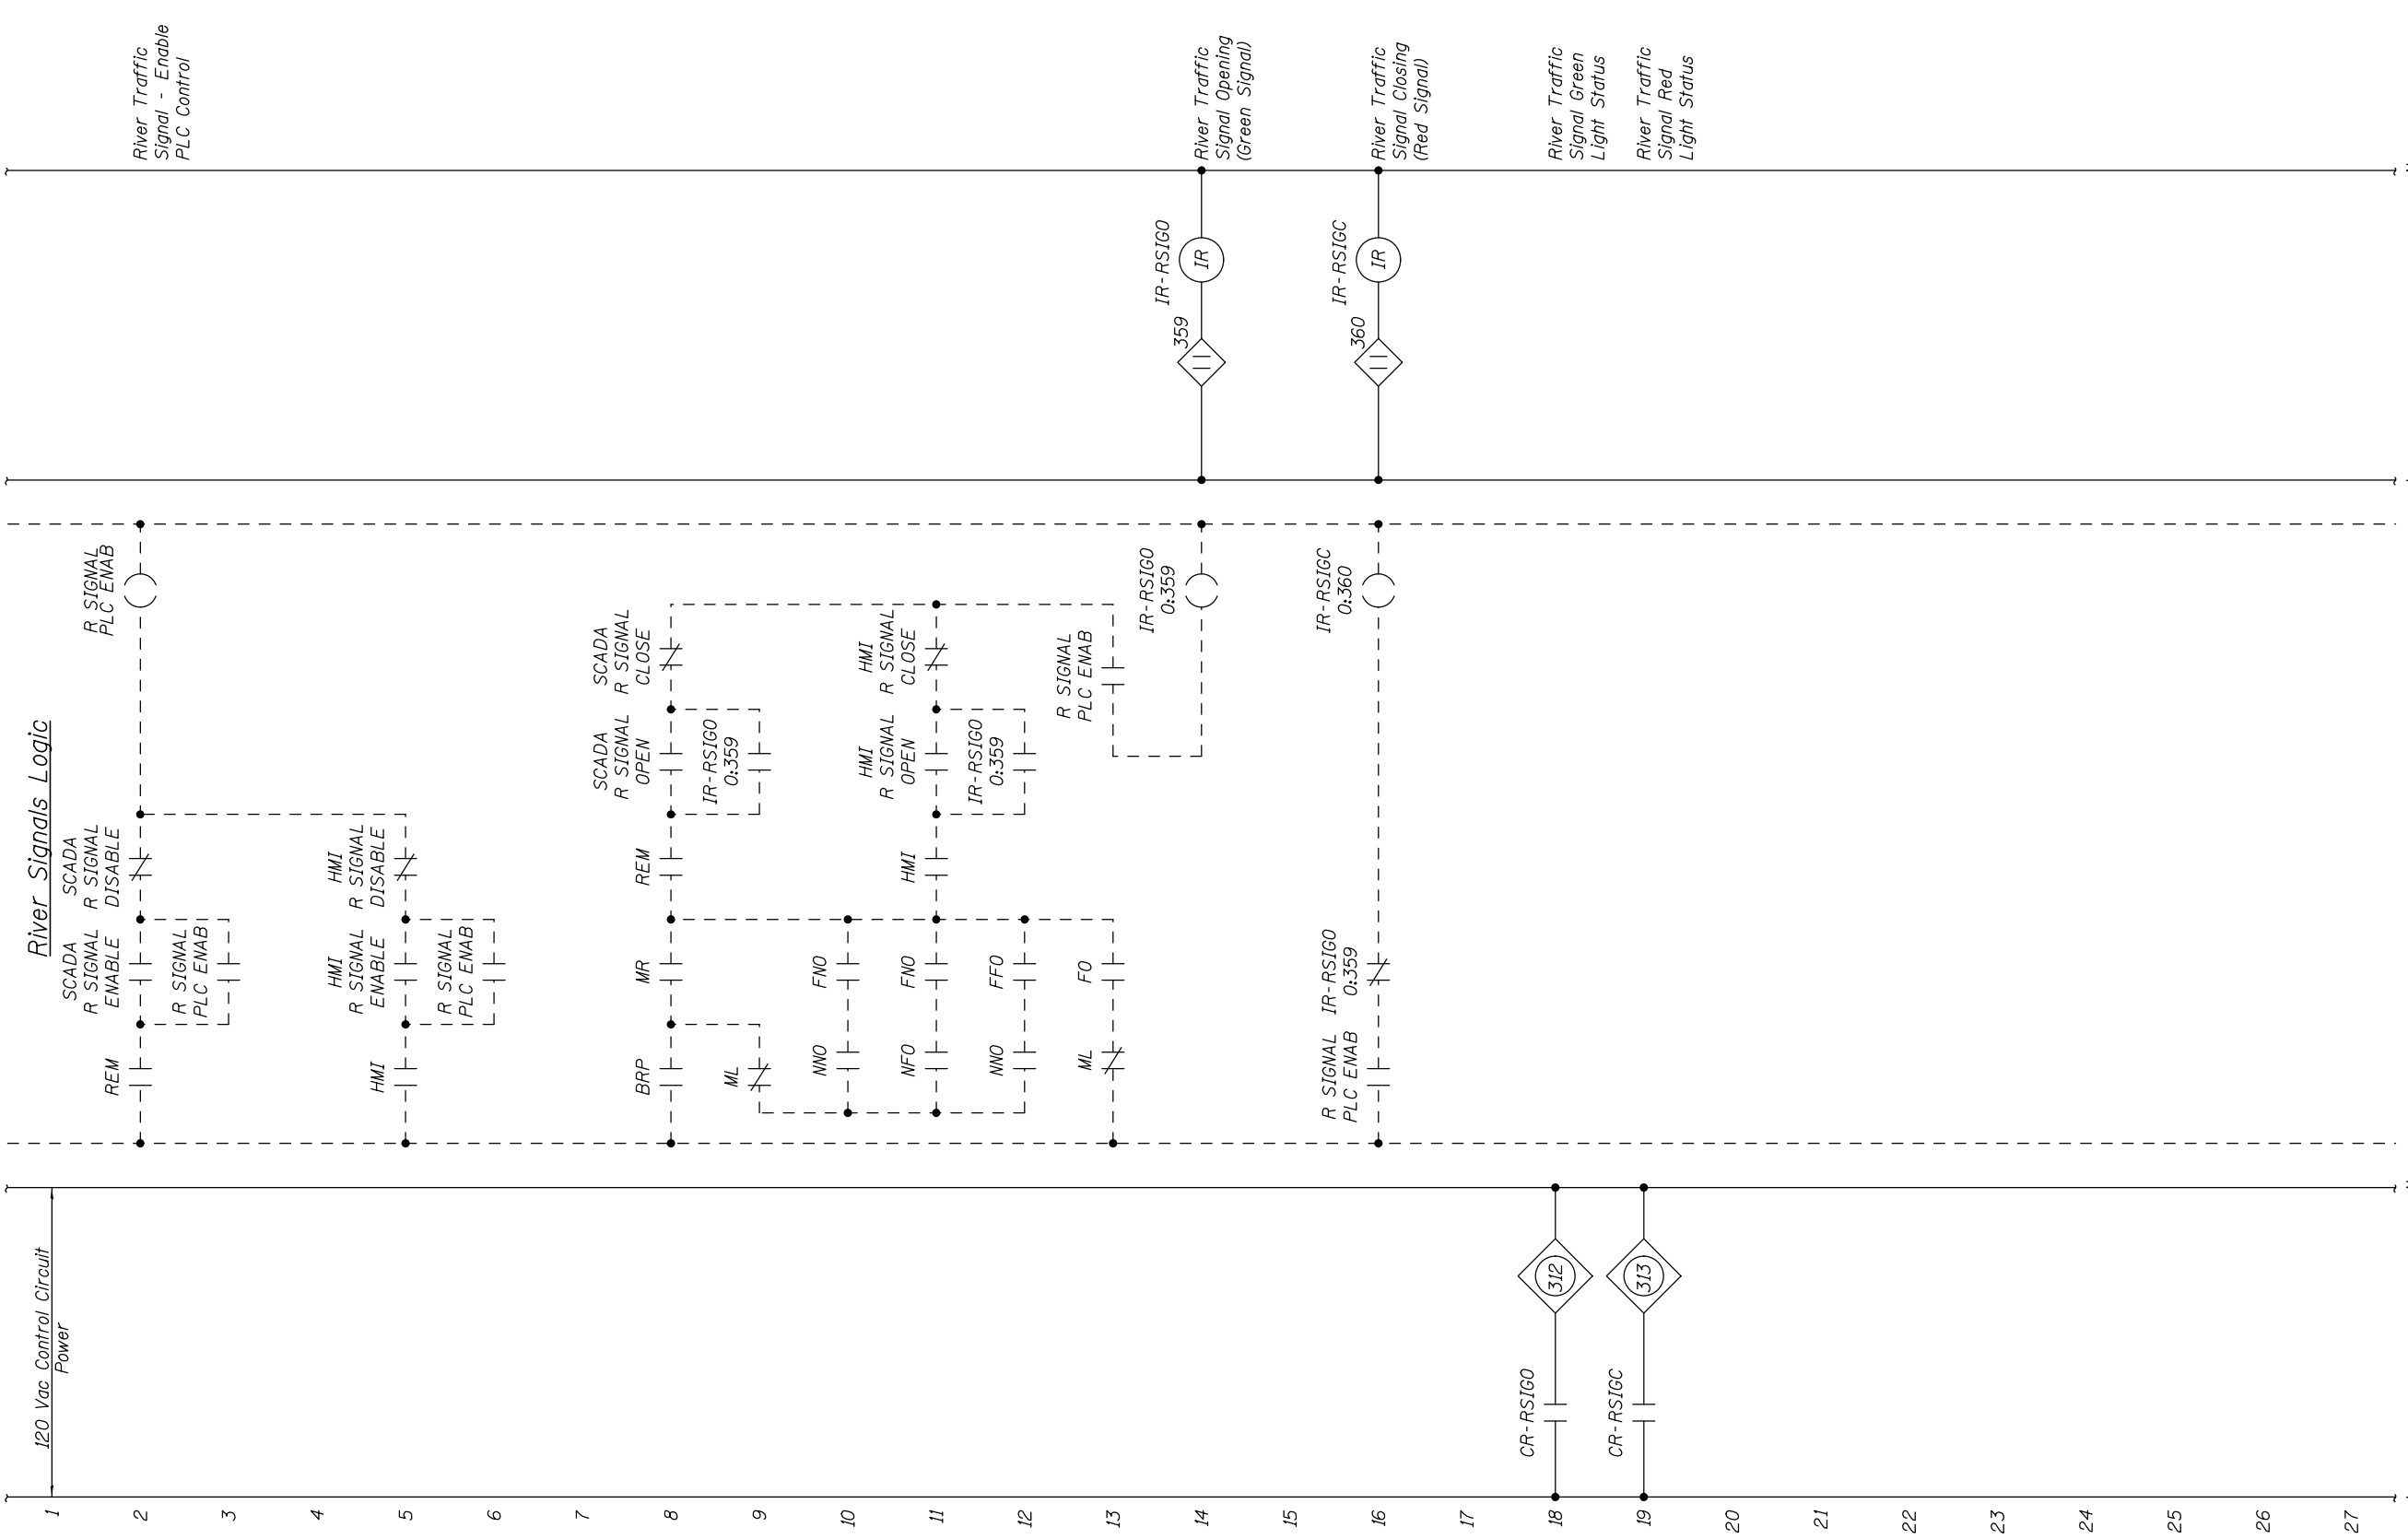 River Signals Logic
120 Vac Control Circuit
Power
1
2
REM
SCADA
R SIGNAL
ENABLE
SCADA
R SIGNAL
DISABLE
R SIGNAL
PLC ENAB
River Traffic
Signal - Enable
PLC Control
3
R SIGNAL
PLC ENAB
4
5
HMI
HMI
R SIGNAL
ENABLE
HMI
R SIGNAL
DISABLE
6
R SIGNAL
PLC ENAB
7
8
BRP
MR
REM
SCADA
R SIGNAL
OPEN
SCADA
R SIGNAL
CLOSE
9
ML
IR-RSIGO
O:359
10
NNO
FNO
11
NFO
FNO
HMI
HMI
R SIGNAL
OPEN
HMI
R SIGNAL
CLOSE
12
NNO
FFO
IR-RSIGO
O:359
13
ML
FO
R SIGNAL
PLC ENAB
14
IR-RSIGO
O:359
359
IR-RSIGO
IR
River Traffic
Signal Opening
(Green Signal)
15
16
R SIGNAL
PLC ENAB
IR-RSIGO
O:359
IR-RSIGC
O:360
360
IR-RSIGC
IR
River Traffic
Signal Closing
(Red Signal)
17
18
CR-RSIGO
312
River Traffic
Signal Green
Light Status
19
CR-RSIGC
313
River Traffic
Signal Red
Light Status
20
21
22
23
24
25
26
27